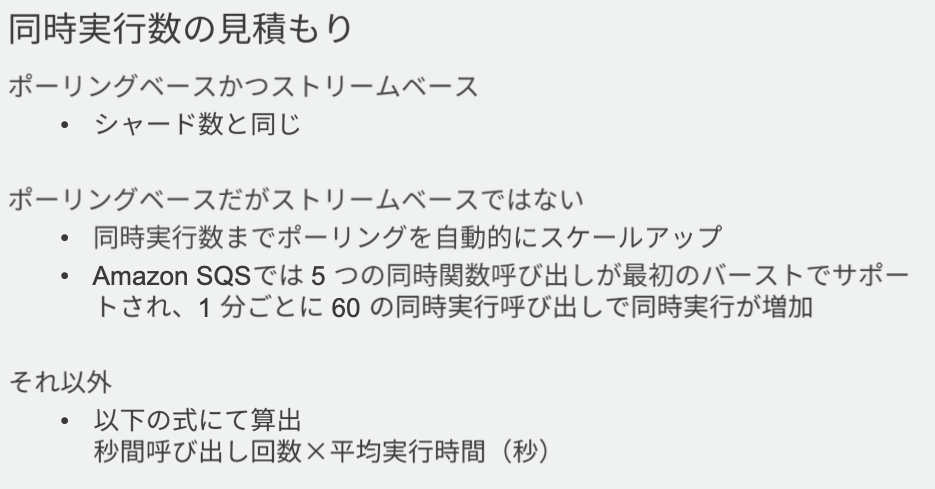 同時実行数の見積もり
ポーリングベースかつストリームベース
• シャード数と同じ
ポーリングベースだがストリームベースではない
• 同時実行数までポーリングを自動的にスケールアップ
• Amazon SQSでは 5 つの同時関数呼び出しが最初のバーストでサポー
トされ、1 分ごとに 60 の同時実行呼び出しで同時実行が増加
それ以外
• 以下の式にて算出
秒間呼び出し回数×平均実行時間（秒）